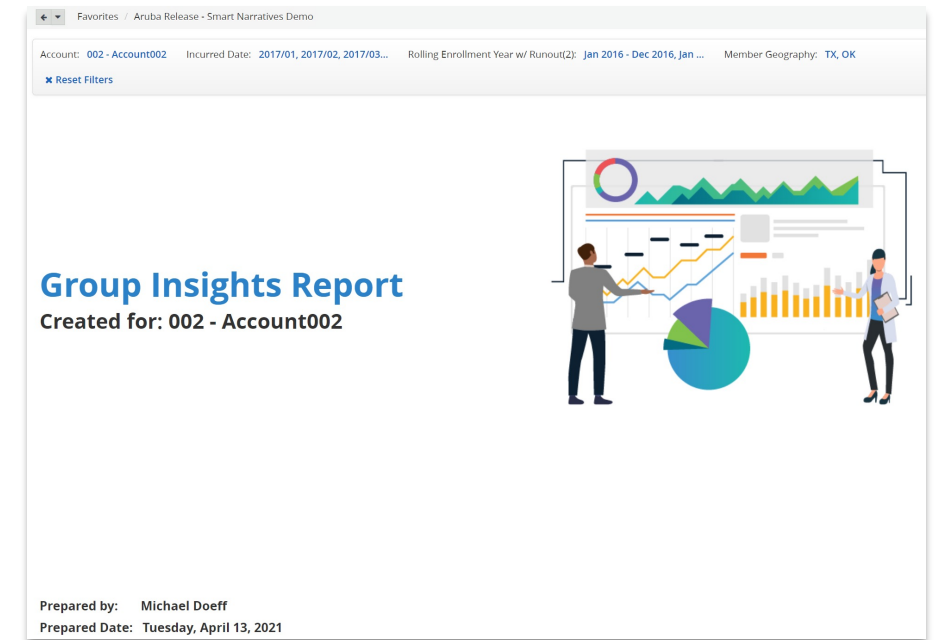 Favorites / Aruba Release - Smart Narratives Demo
Account: 002 - Account002 Incurred Date: 2017/01, 2017/02, 2017/03... Rolling Enrollment Year w/ Runout(2): Jan 2016 - Dec 2016, Jan ... Member Geography: TX, OK
✖ Reset Filters
Group Insights Report
Created for: 002 - Account002
Prepared by: Michael Doeff
Prepared Date: Tuesday, April 13, 2021